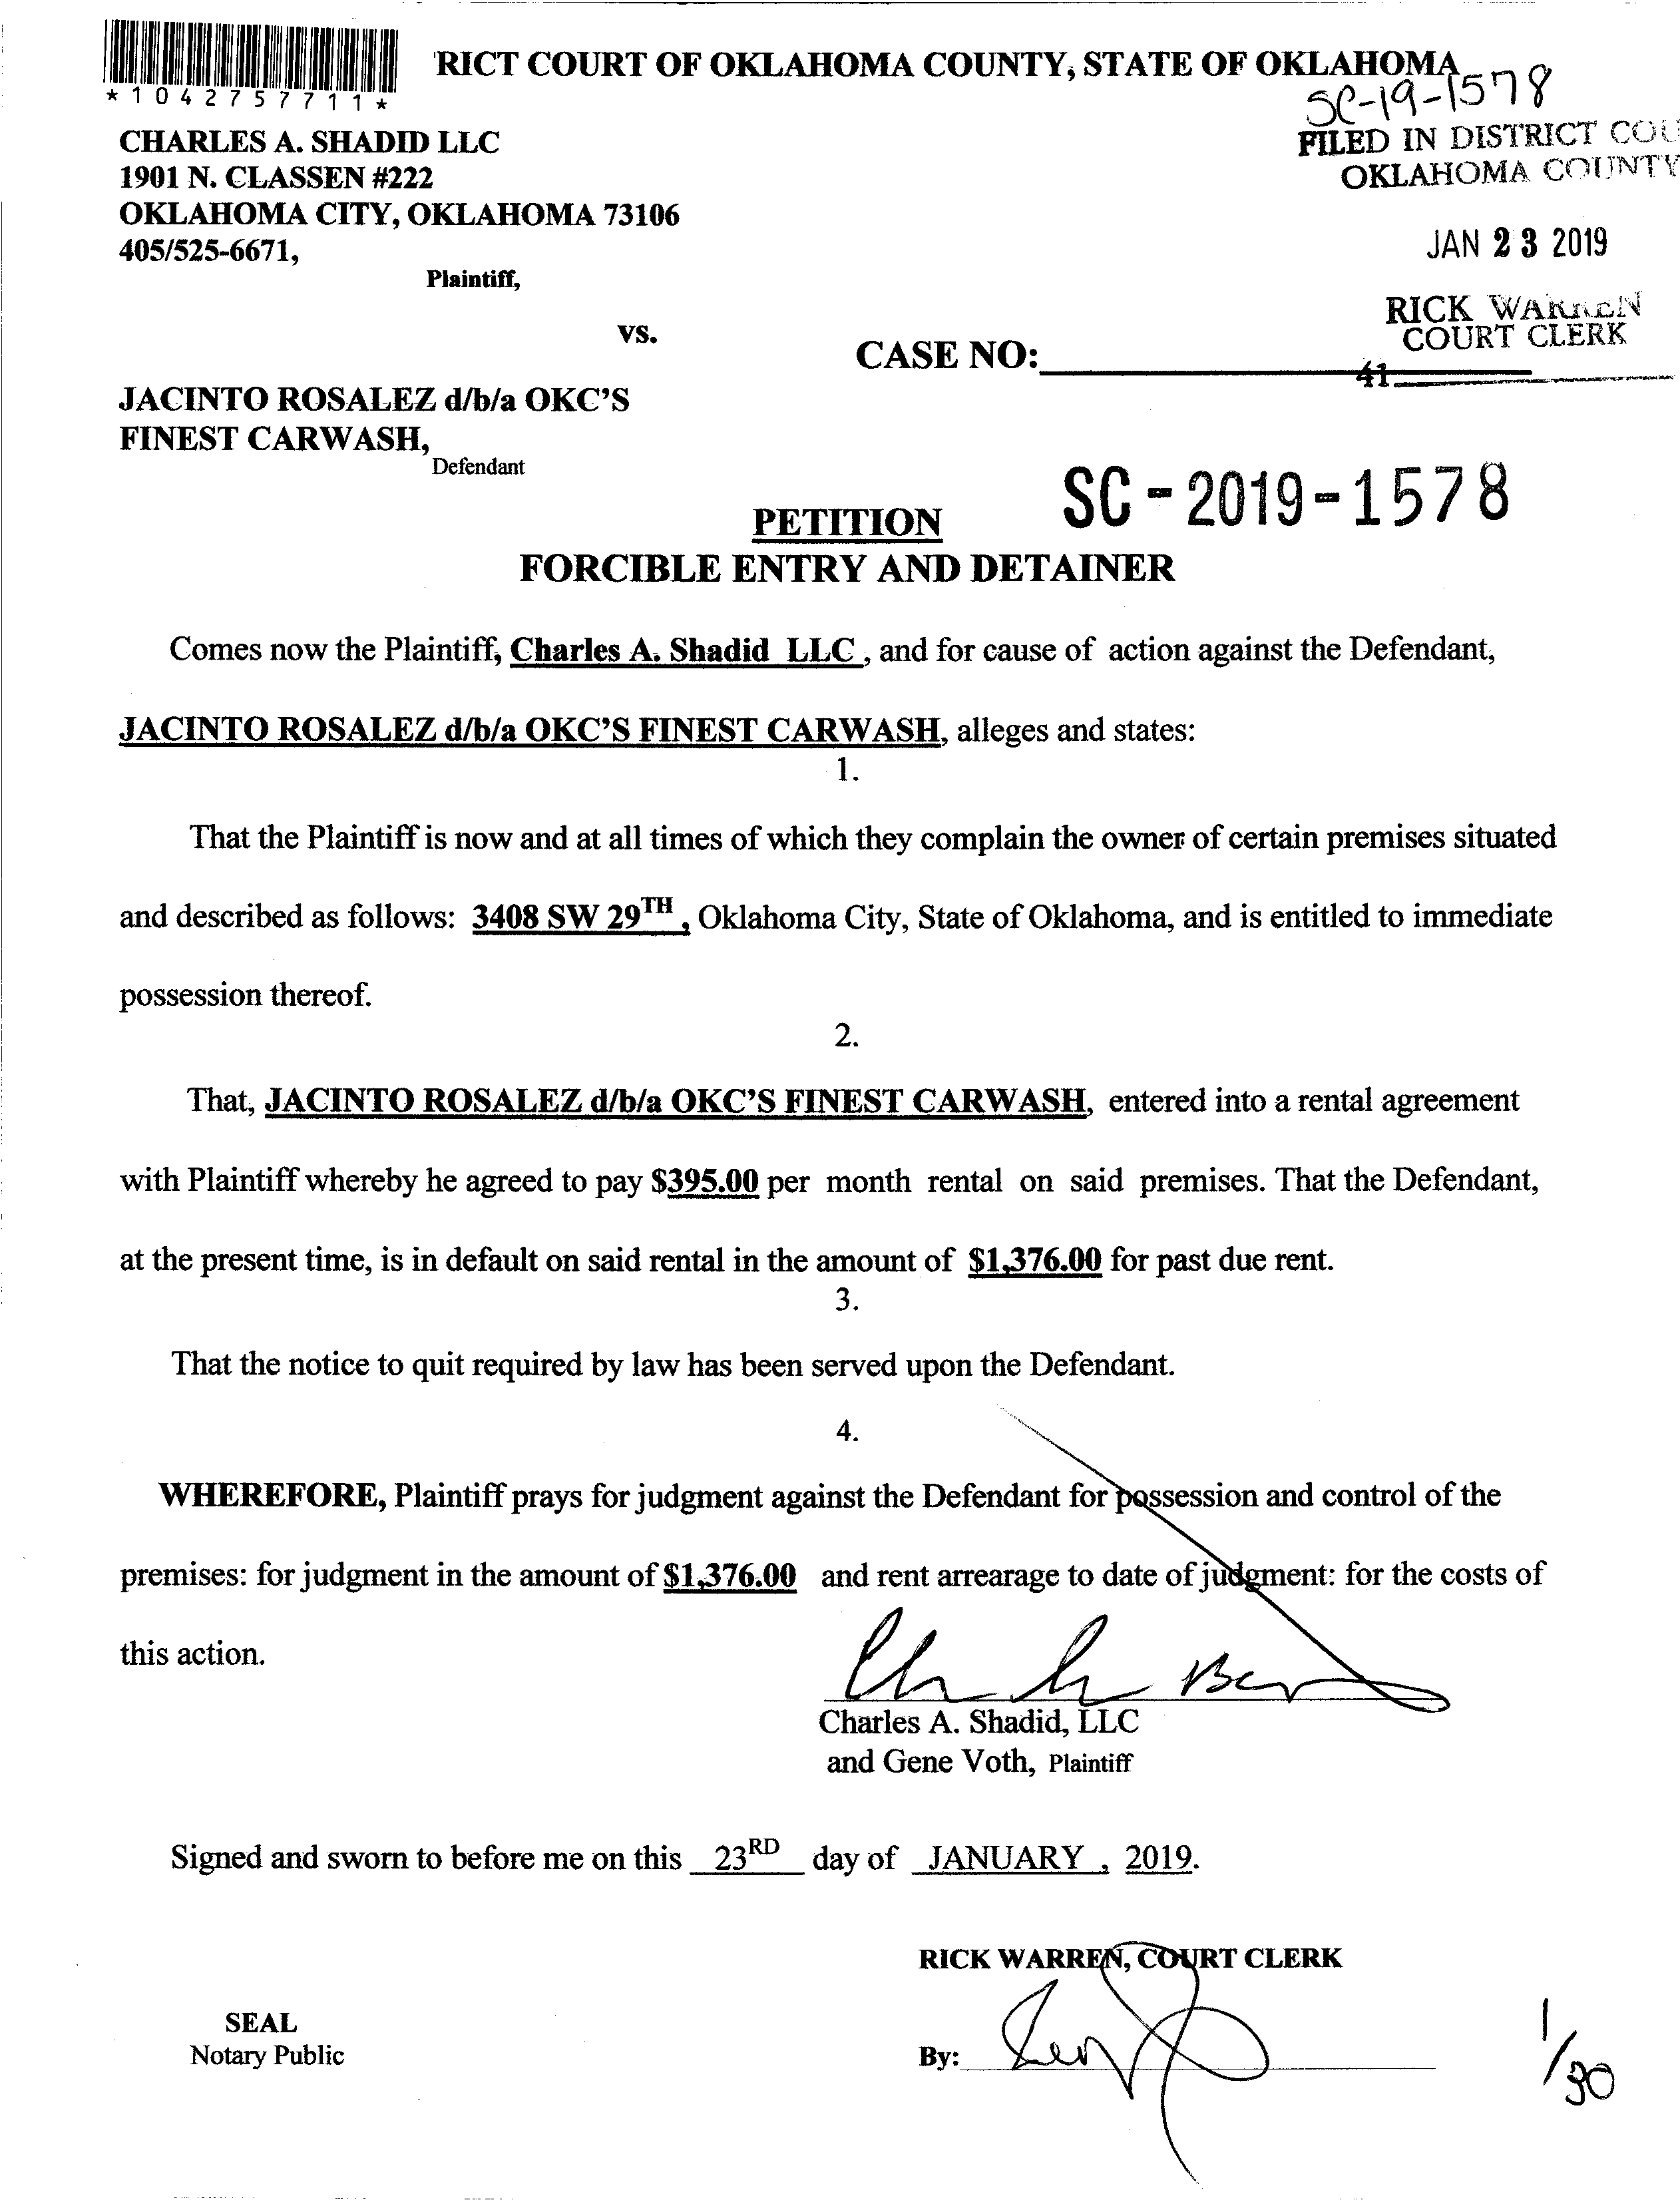 'RICT COURT OF OKLAHOMA COUNTY, STATE OF OKLAHOMA
*1042757711*
SC-19-1578
FILED IN DISTRICT COU
OKLAHOMA COUNTY
CHARLES A. SHADID LLC
1901 N. CLASSEN #222
OKLAHOMA CITY, OKLAHOMA 73106
405/525-6671,
Plaintiff,
JAN 23 2019
RICK WARREN
COURT CLERK
vs.
CASE NO:
41
JACINTO ROSALEZ d/b/a OKC'S
FINEST CARWASH,
Defendant
SC-2019-1578
PETITION
FORCIBLE ENTRY AND DETAINER
Comes now the Plaintiff, Charles A. Shadid LLC , and for cause of action against the Defendant,
JACINTO ROSALEZ d/b/a OKC'S FINEST CARWASH, alleges and states:
1.
That the Plaintiff is now and at all times of which they complain the owner of certain premises situated
and described as follows: 3408 SW 29TH , Oklahoma City, State of Oklahoma, and is entitled to immediate
possession thereof.
2.
That, JACINTO ROSALEZ d/b/a OKC'S FINEST CARWASH, entered into a rental agreement
with Plaintiff whereby he agreed to pay $395.00 per month rental on said premises. That the Defendant,
at the present time, is in default on said rental in the amount of $1,376.00 for past due rent.
3.
That the notice to quit required by law has been served upon the Defendant.
4.
WHEREFORE, Plaintiff prays for judgment against the Defendant for possession and control of the
premises: for judgment in the amount of $1,376.00 and rent arrearage to date of judgment: for the costs of
this action.
Charles A. Shadid, LLC
and Gene Voth, Plaintiff
Signed and sworn to before me on this 23RD day of JANUARY , 2019.
RICK WARREN, COURT CLERK
SEAL
Notary Public
By:
1/30